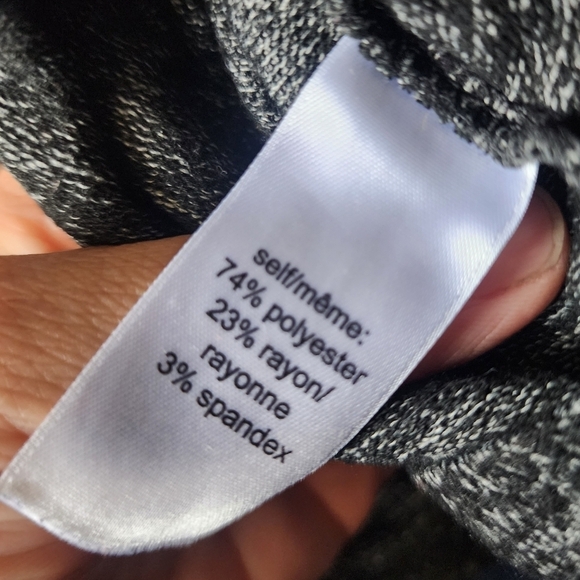 self/même:
74% polyester
23% rayon/
rayonne
3% spandex